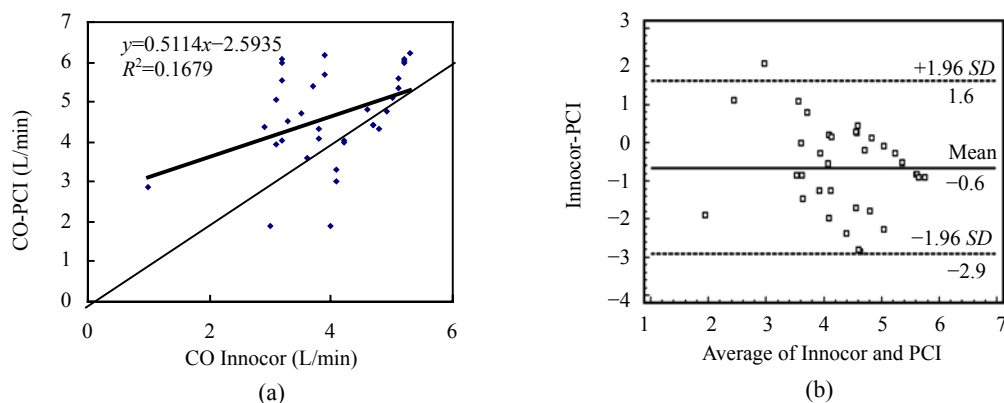 y=0.5114x−2.5935
R²=0.1679
7
6
5
4
3
2
1
0
CO-PCI (L/min)
0 2 4 6
CO Innocor (L/min)
(a)
3
2
1
0
−1
−2
−3
−4
Innocor-PCI
+1.96 SD
1.6
Mean
−0.6
−1.96 SD
−2.9
1 2 3 4 5 6 7
Average of Innocor and PCI
(b)